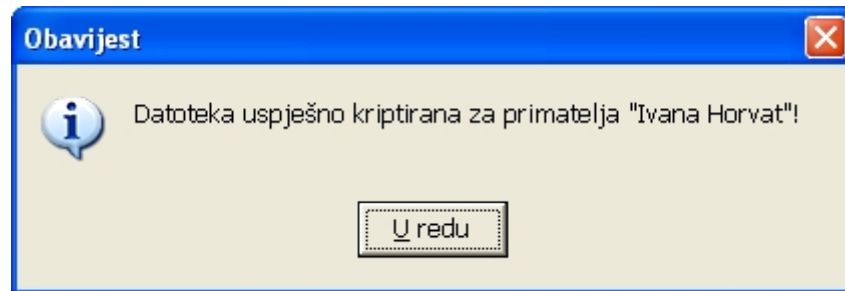 Obavijest
Datoteka uspješno kriptirana za primatelja "Ivana Horvat"!
U redu